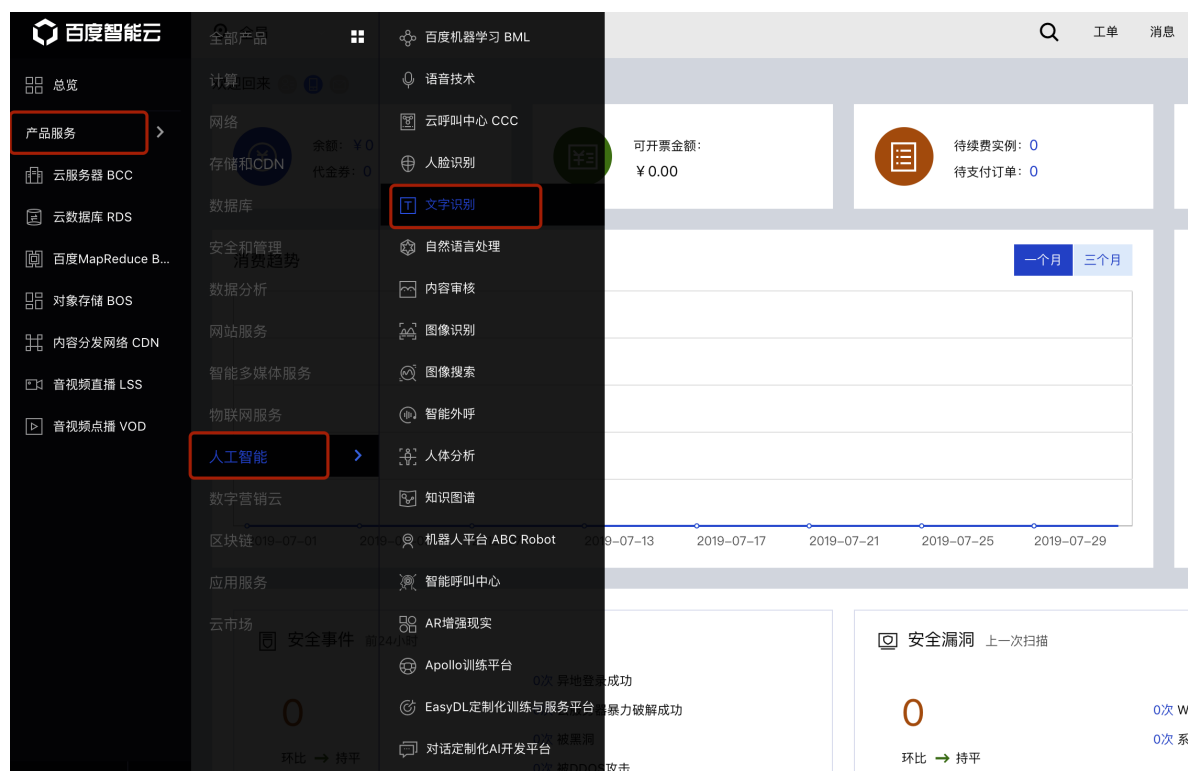 百度智能云
总览
产品服务
云服务器 BCC
云数据库 RDS
百度MapReduce B...
对象存储 BOS
内容分发网络 CDN
音视频直播 LSS
音视频点播 VOD
全部产品
计算
网络
存储和CDN
数据库
安全和管理
数据分析
网站服务
智能多媒体服务
物联网服务
人工智能
数字营销云
区块链
应用服务
云市场
百度机器学习 BML
语音技术
云呼叫中心 CCC
人脸识别
文字识别
自然语言处理
内容审核
图像识别
图像搜索
智能外呼
人体分析
知识图谱
机器人平台 ABC Robot
智能呼叫中心
AR增强现实
Apollo训练平台
EasyDL定制化训练与服务平台
对话定制化AI开发平台
工单
消息
欢迎回来
余额: ¥0
代金券: 0
可开票金额:
¥0.00
待续费实例: 0
待支付订单: 0
消费趋势
一个月
三个月
2019-07-01
9-07-13
2019-07-17
2019-07-21
2019-07-25
2019-07-29
安全事件 前24小时
0
环比 → 持平
0次 异地登录成功
暴力破解成功
0次 被黑洞
0次 被DDOS攻击
安全漏洞 上一次扫描
0
环比 → 持平
0次 W
0次 系